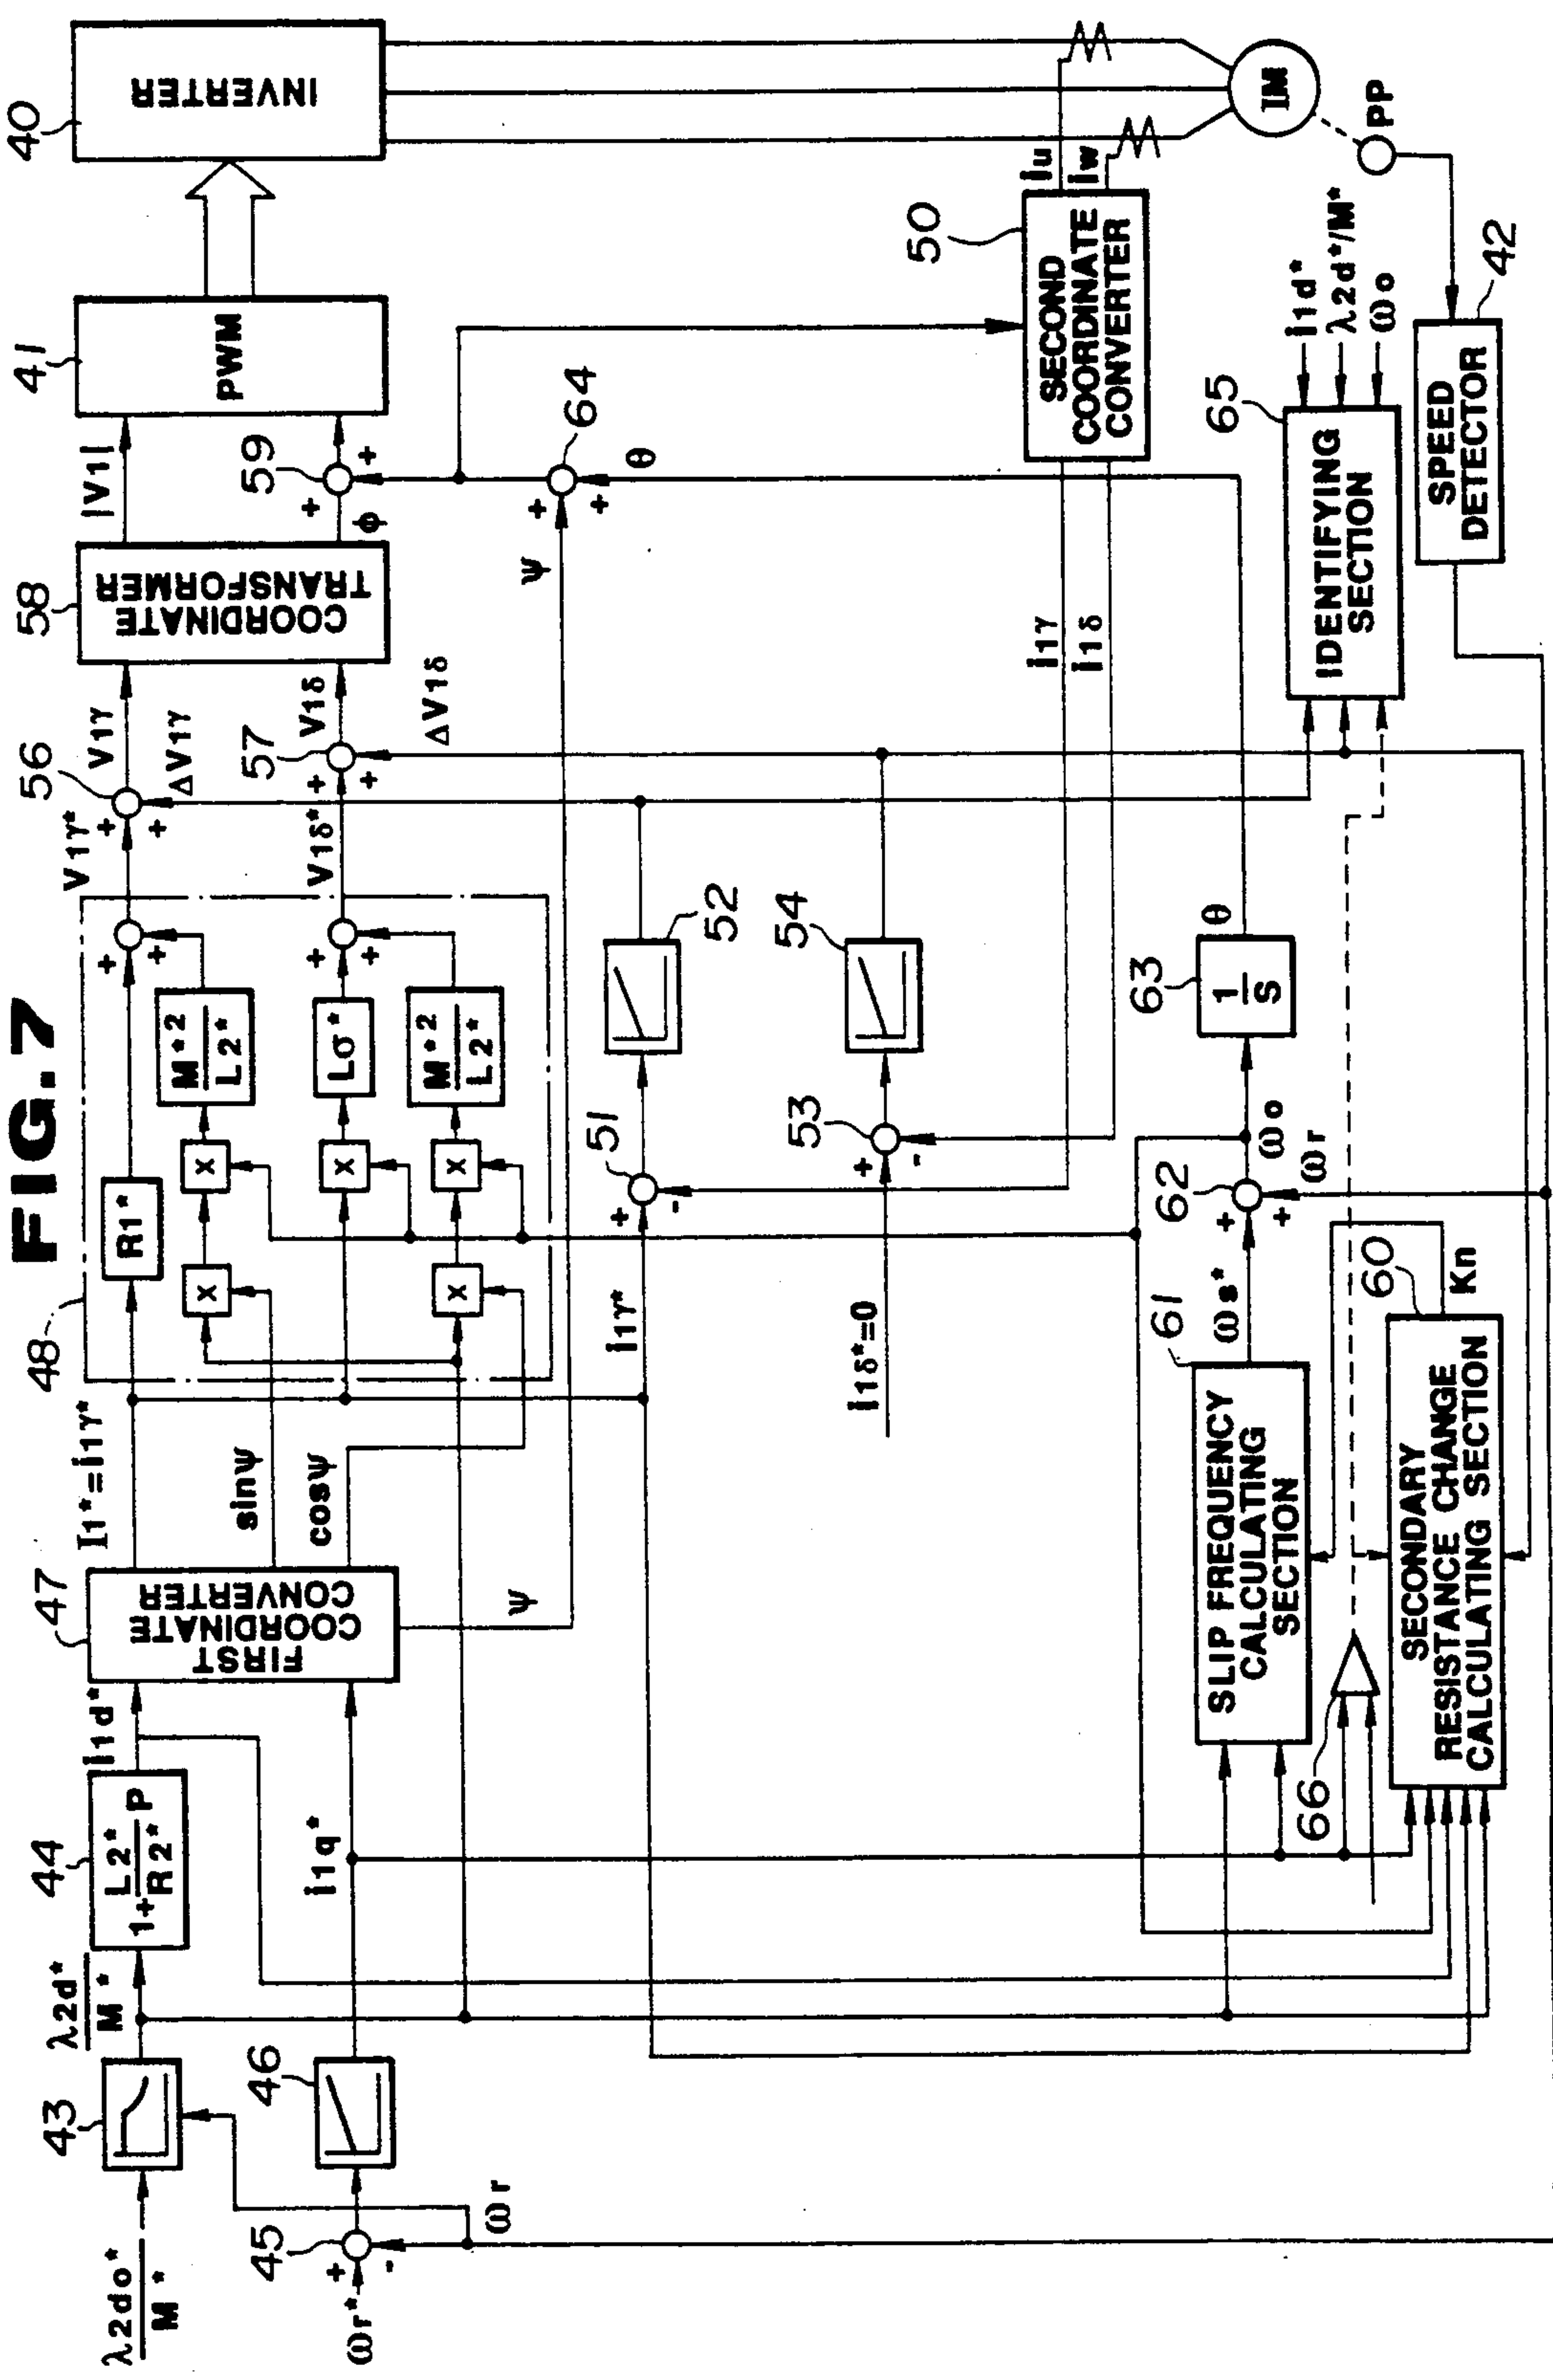 FIG.7
λ2do*
M*
43
λ2d*
M*
44
1+ L2* P
R2*
i1d*
47
FIRST
COORDINATE
CONVERTER
I1*=i1γ*
sinψ
cosψ
ψ
48
R1*
X
X
M*2
L2*
X
Lσ*
X
X
M*2
L2*
+
+
+
+
V1γ*
V1δ*
56
+
+
V1γ
ΔV1γ
57
+
+
V1δ
ΔV1δ
58
COORDINATE
TRANSFORMER
|V1|
φ
59
+
+
41
PWM
40
INVERTER
ωr*
+
-
45
ωr
46
i1q*
i1γ*
+
-
51
52
i1δ*=0
+
-
53
54
ψ
+
+
64
θ
i1γ
i1δ
50
SECOND
COORDINATE
CONVERTER
iu
iw
IM
PP
61
SLIP FREQUENCY
CALCULATING
SECTION
ωs*
+
+
62
ωo
ωr
63
1
S
θ
66
60
SECONDARY
RESISTANCE CHANGE
CALCULATING SECTION
Kn
65
IDENTIFYING
SECTION
i1d*
λ2d*/M*
ωo
42
SPEED
DETECTOR